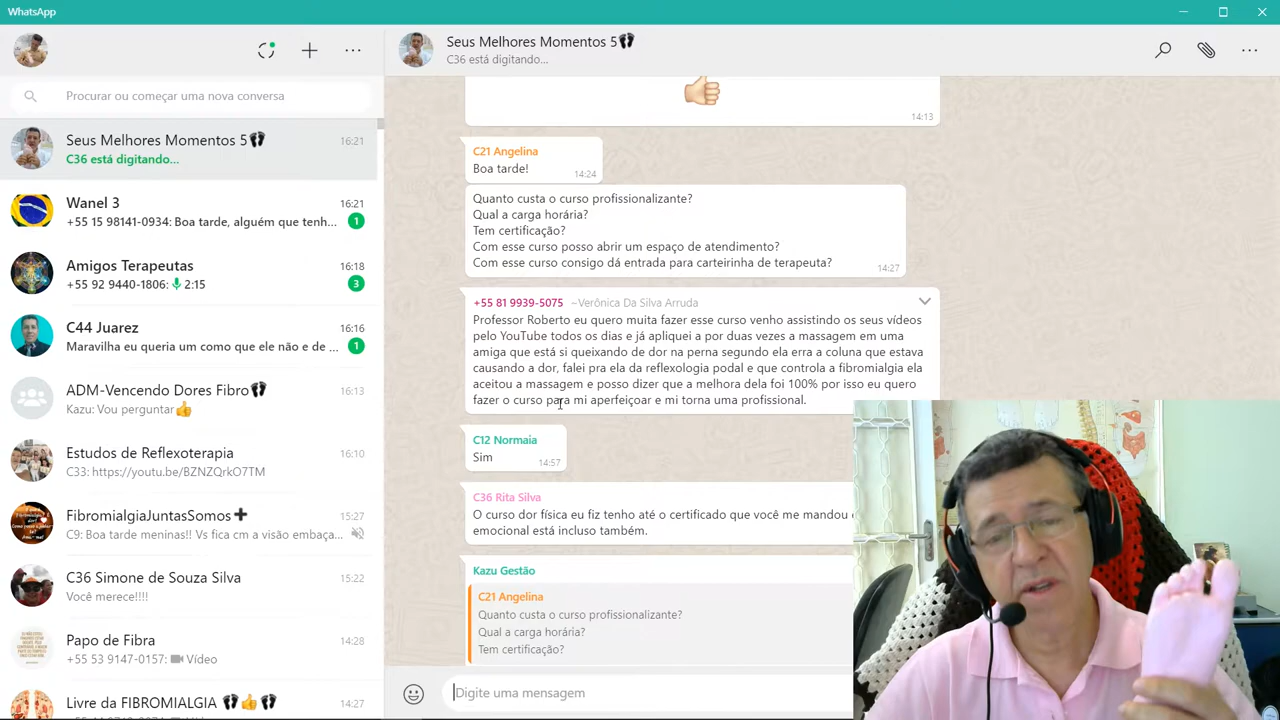 WhatsApp
Procurar ou começar uma nova conversa
Seus Melhores Momentos 5👣
16:21
C36 está digitando...
Wanel 3
16:21
+55 15 98141-0934: Boa tarde, alguém que tenh...
1
Amigos Terapeutas
16:18
+55 92 9440-1806: 2:15
3
C44 Juarez
16:16
Maravilha eu queria um como que ele não e de ...
1
ADM-Vencendo Dores Fibro👣
16:13
Kazu: Vou perguntar👍
Estudos de Reflexoterapia
16:10
C33: https://youtu.be/BZNZQrkO7TM
FibromialgiaJuntasSomos➕
15:27
C9: Boa tarde meninas!! Vs fica cm a visão embaça...
C36 Simone de Souza Silva
15:22
Você merece!!!!
Papo de Fibra
14:28
+55 53 9147-0157: Vídeo
Livre da FIBROMIALGIA 👣👍👣
14:27
Seus Melhores Momentos 5👣
C36 está digitando...
👍
14:13
C21 Angelina
Boa tarde!
14:24
Quanto custa o curso profissionalizante?
Qual a carga horária?
Tem certificação?
Com esse curso posso abrir um espaço de atendimento?
Com esse curso consigo dá entrada para carteirinha de terapeuta?
14:27
+55 81 9939-5075 ~Verônica Da Silva Arruda
Professor Roberto eu quero muita fazer esse curso venho assistindo os seus vídeos
pelo YouTube todos os dias e já apliquei a por duas vezes a massagem em uma
amiga que está si queixando de dor na perna segundo ela erra a coluna que estava
causando a dor, falei pra ela da reflexologia podal e que controla a fibromialgia ela
aceitou a massagem e posso dizer que a melhora dela foi 100% por isso eu quero
fazer o curso para mi aperfeiçoar e mi torna uma profissional.
C12 Normaia
Sim
14:57
C36 Rita Silva
O curso dor física eu fiz tenho até o certificado que você me mandou
emocional está incluso também.
Kazu Gestão
C21 Angelina
Quanto custa o curso profissionalizante?
Qual a carga horária?
Tem certificação?
Digite uma mensagem